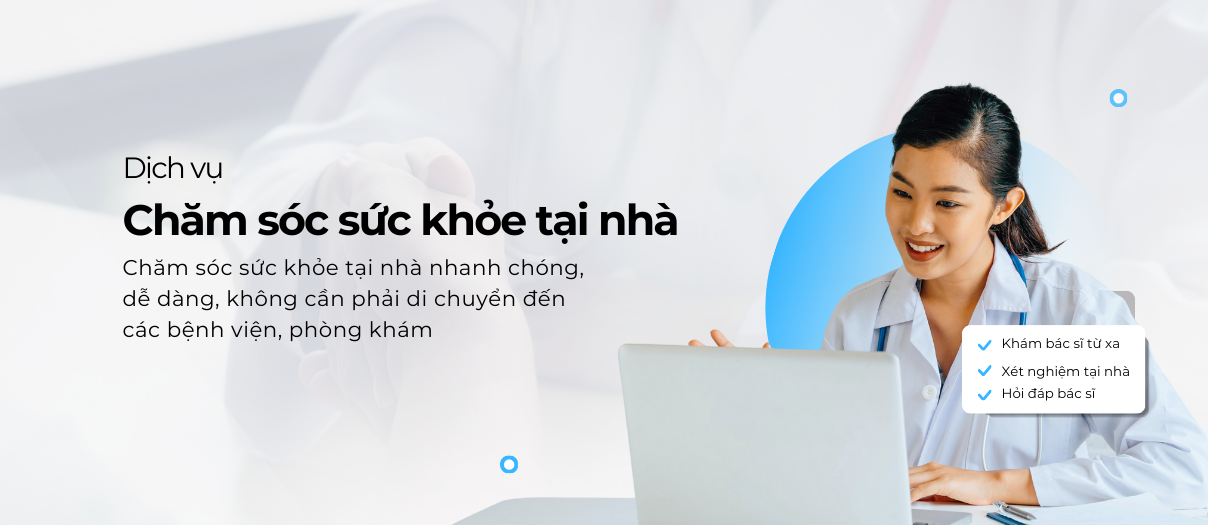 Dịch vụ
Chăm sóc sức khỏe tại nhà
Chăm sóc sức khỏe tại nhà nhanh chóng,
dễ dàng, không cần phải di chuyển đến
các bệnh viện, phòng khám
Khám bác sĩ từ xa
Xét nghiệm tại nhà
Hỏi đáp bác sĩ